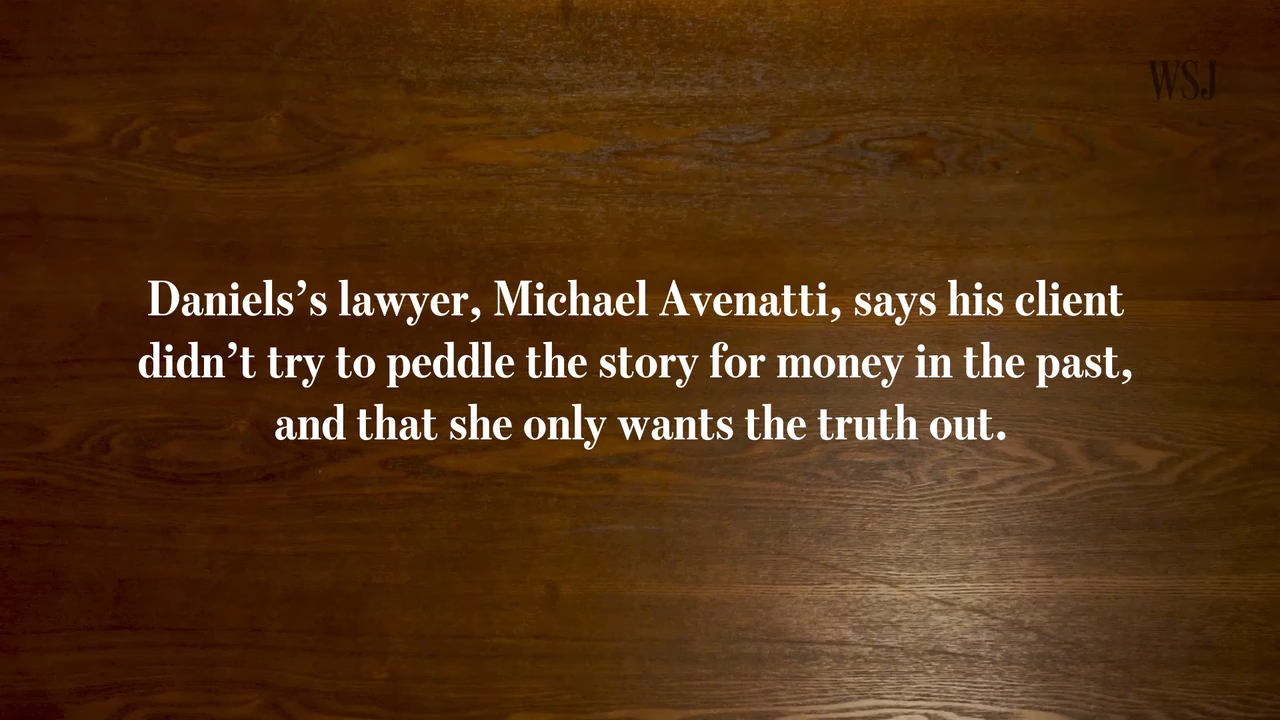 WSJ
Daniels’s lawyer, Michael Avenatti, says his client
didn’t try to peddle the story for money in the past,
and that she only wants the truth out.